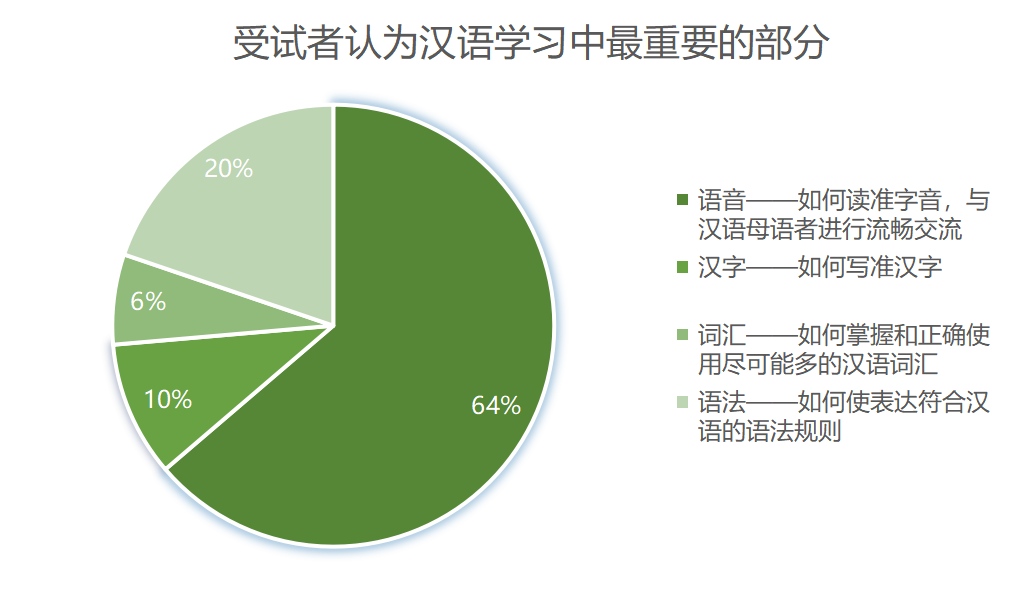 受试者认为汉语学习中最重要的部分
20%
6%
10%
64%
语音——如何读准字音，与
汉语母语者进行流畅交流
汉字——如何写准汉字
词汇——如何掌握和正确使
用尽可能多的汉语词汇
语法——如何使表达符合汉
语的语法规则